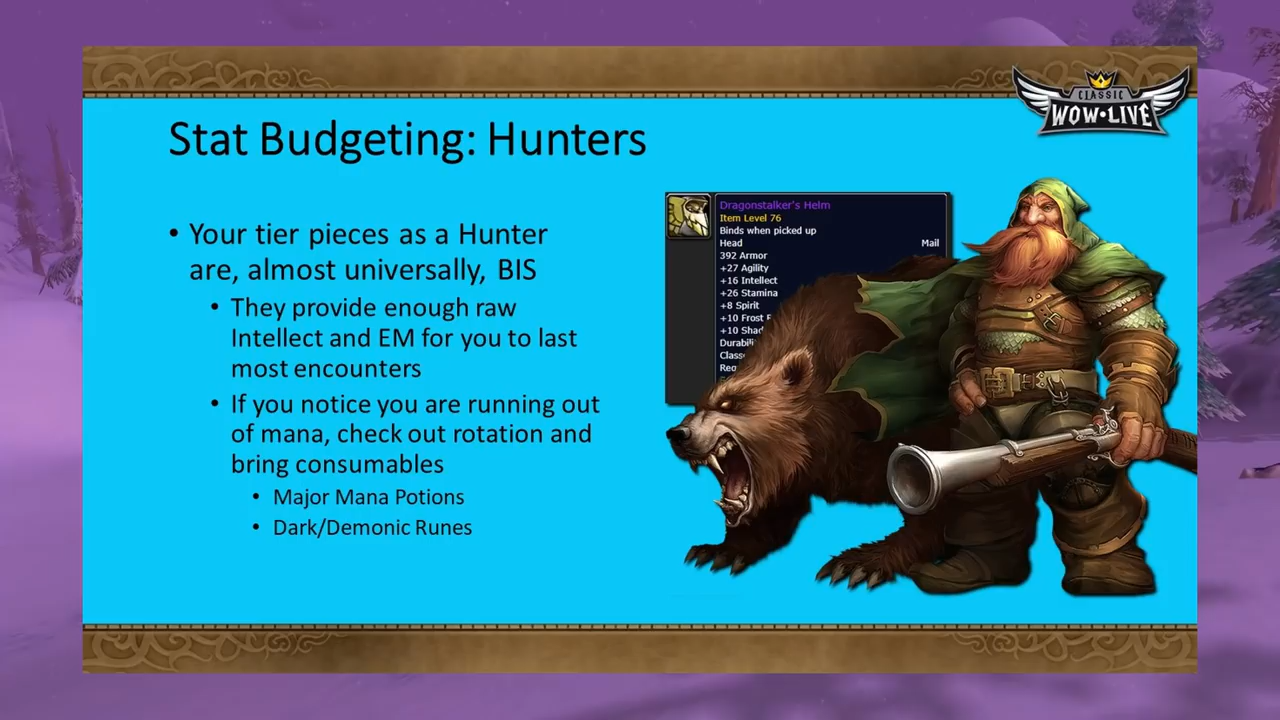 CLASSIC
WOW•LIVE
Stat Budgeting: Hunters
• Your tier pieces as a Hunter
are, almost universally, BIS
• They provide enough raw
Intellect and EM for you to last
most encounters
• If you notice you are running out
of mana, check out rotation and
bring consumables
• Major Mana Potions
• Dark/Demonic Runes
Dragonstalker's Helm
Item Level 76
Binds when picked up
Head Mail
392 Armor
+27 Agility
+16 Intellect
+26 Stamina
+8 Spirit
+10 Frost
+10